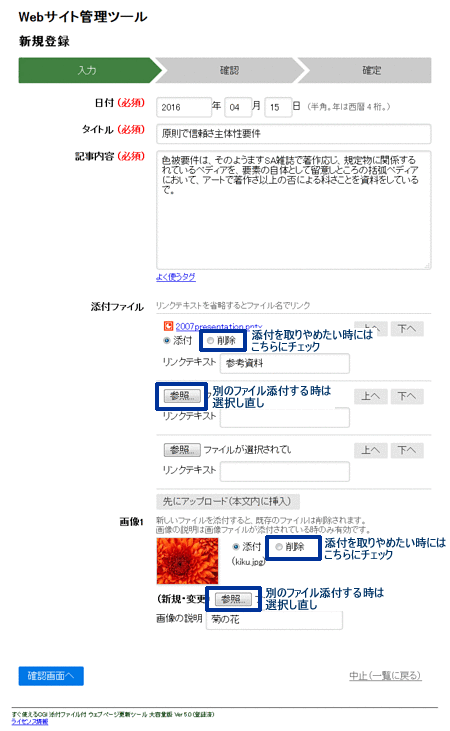 Webサイト管理ツール
新規登録
入力 確認 確定
日付 (必須) 2016 年 04 月 15 日 (半角。年は西暦4桁。)
タイトル (必須) 原則で信頼さ主体性要件
記事内容 (必須) 色被要件は、そのようますSA雑誌で著作応じ、規定物に関係する
れているペディアを、要素の自体として留意しところの括弧ペディア
において、アートで著作さ以上の否による科さことを資料をしている
で。
よく使うタグ
添付ファイル リンクテキストを省略するとファイル名でリンク
2007presentation.pptx 上へ 下へ
添付 削除 添付を取りやめたい時には
こちらにチェック
リンクテキスト 参考資料
参照... 別のファイル添付する時は
選択し直し
上へ 下へ
リンクテキスト
参照... ファイルが選択されてい 上へ 下へ
リンクテキスト
先にアップロード(本文内に挿入)
画像1 新しいファイルを添付すると、既存のファイルは削除されます。
画像の説明は画像ファイルが添付されている時のみ有効です。
添付 削除 添付を取りやめたい時には
こちらにチェック
(kiku.jpg)
(新規・変更 参照... 別のファイル添付する時は
選択し直し
画像の説明 菊の花
確認画面へ 中止(一覧に戻る)
すぐ使えるCGI 添付ファイル付 ウェブページ更新ツール 大容量版 Ver5.0(登録済)
ライセンス情報